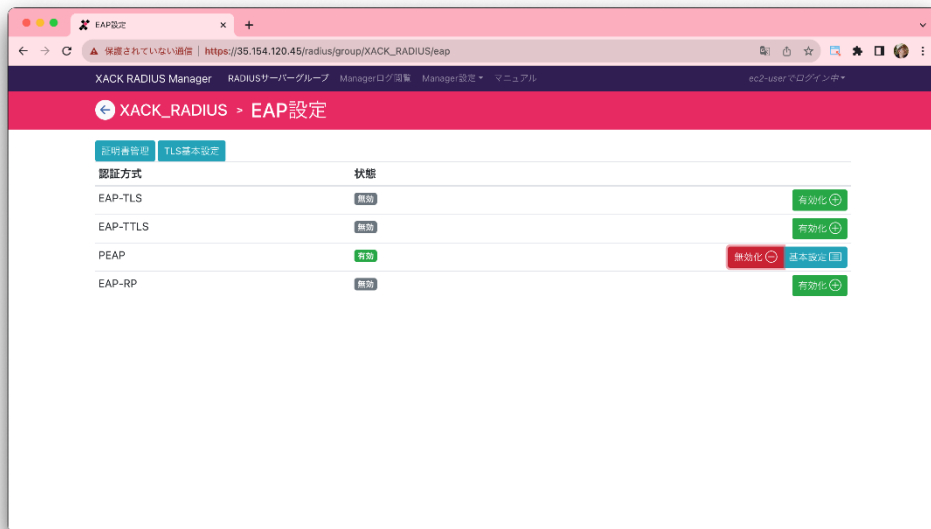 EAP設定
保護されていない通信 | https://35.154.120.45/radius/group/XACK_RADIUS/eap
XACK RADIUS Manager RADIUSサーバーグループ Managerログ閲覧 Manager設定 マニュアル ec2-userでログイン中
XACK_RADIUS > EAP設定
証明書管理 TLS基本設定
認証方式 状態
EAP-TLS 無効 有効化
EAP-TTLS 無効 有効化
PEAP 有効 無効化 基本設定
EAP-RP 無効 有効化